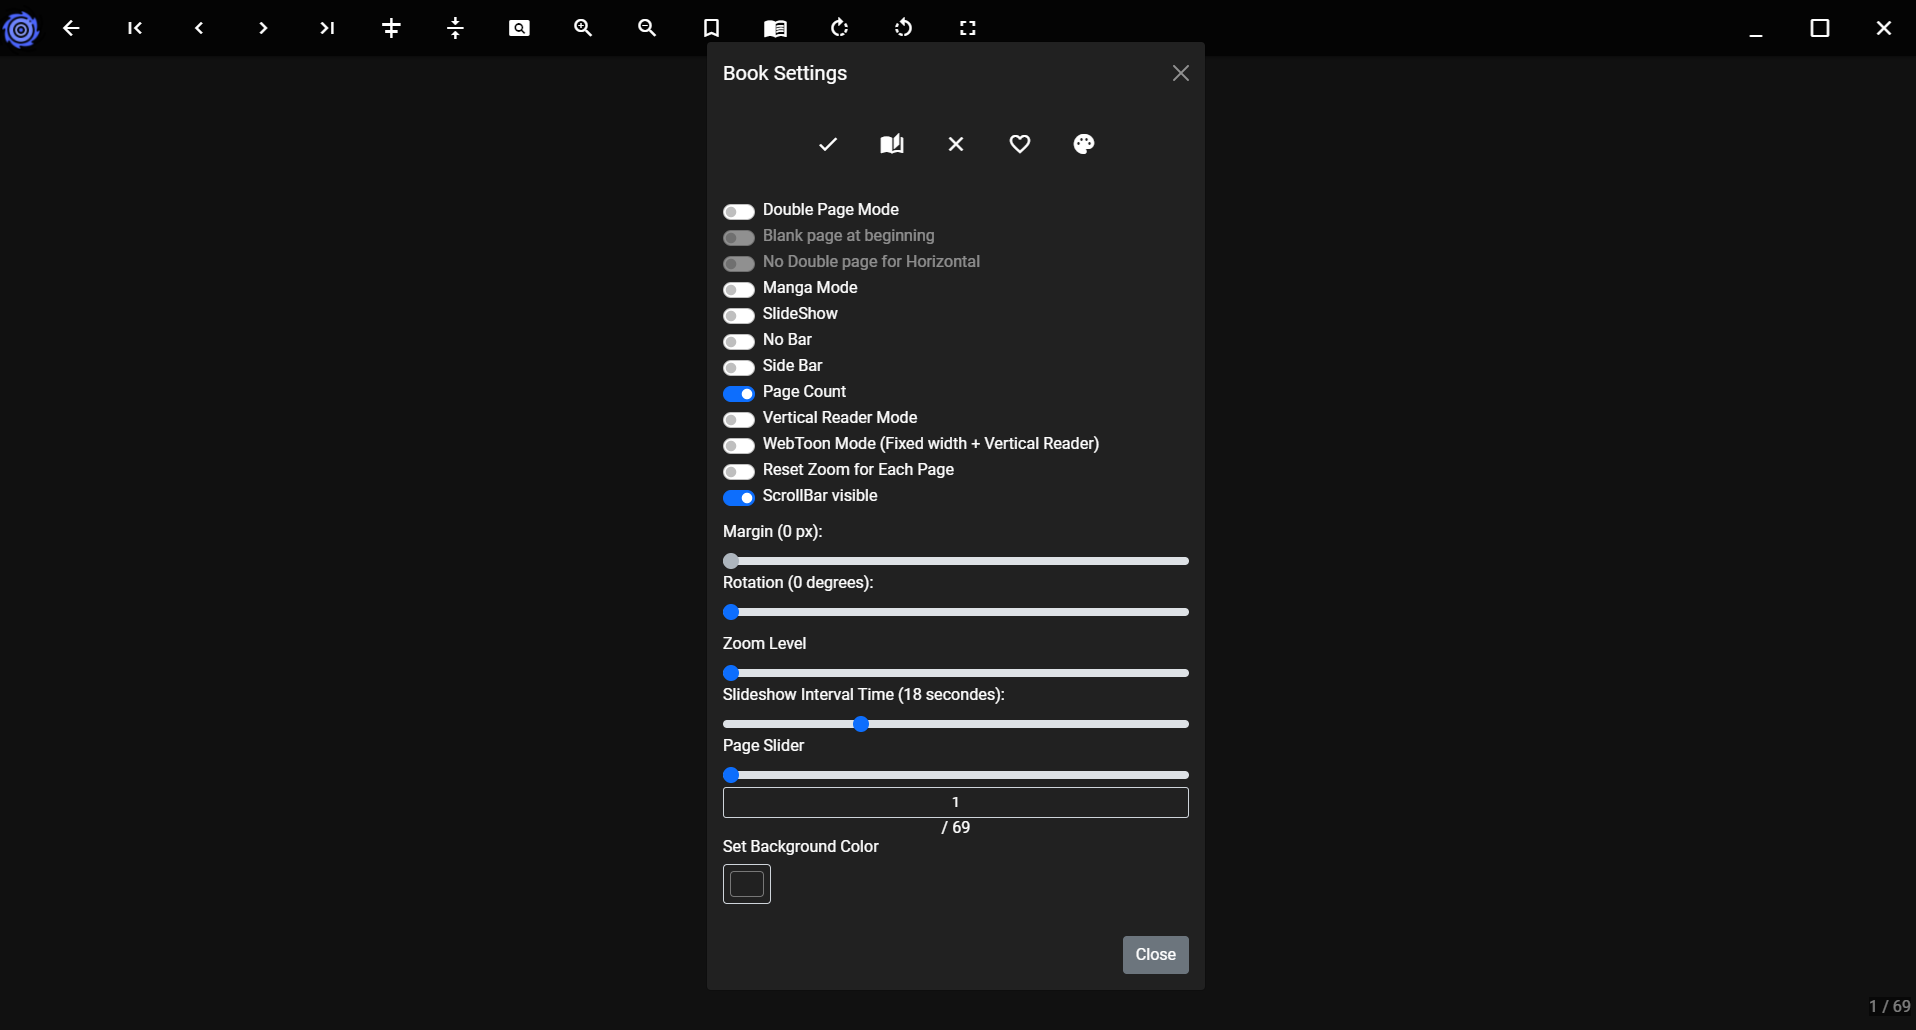 Book Settings
Double Page Mode
Blank page at beginning
No Double page for Horizontal
Manga Mode
SlideShow
No Bar
Side Bar
Page Count
Vertical Reader Mode
WebToon Mode (Fixed width + Vertical Reader)
Reset Zoom for Each Page
ScrollBar visible
Margin (0 px):
Rotation (0 degrees):
Zoom Level
Slideshow Interval Time (18 secondes):
Page Slider
1
/ 69
Set Background Color
Close
1 / 69